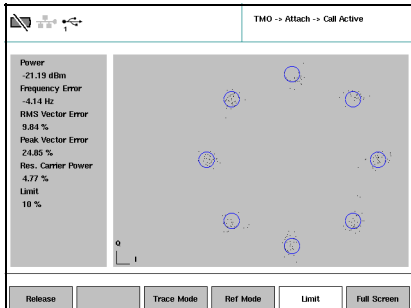 1
TMO -> Attach -> Call Active
Power
-21.19 dBm
Frequency Error
-4.14 Hz
RMS Vector Error
9.84 %
Peak Vector Error
24.85 %
Res. Carrier Power
4.77 %
Limit
10 %
Q
I
Release
Trace Mode
Ref Mode
Limit
Full Screen